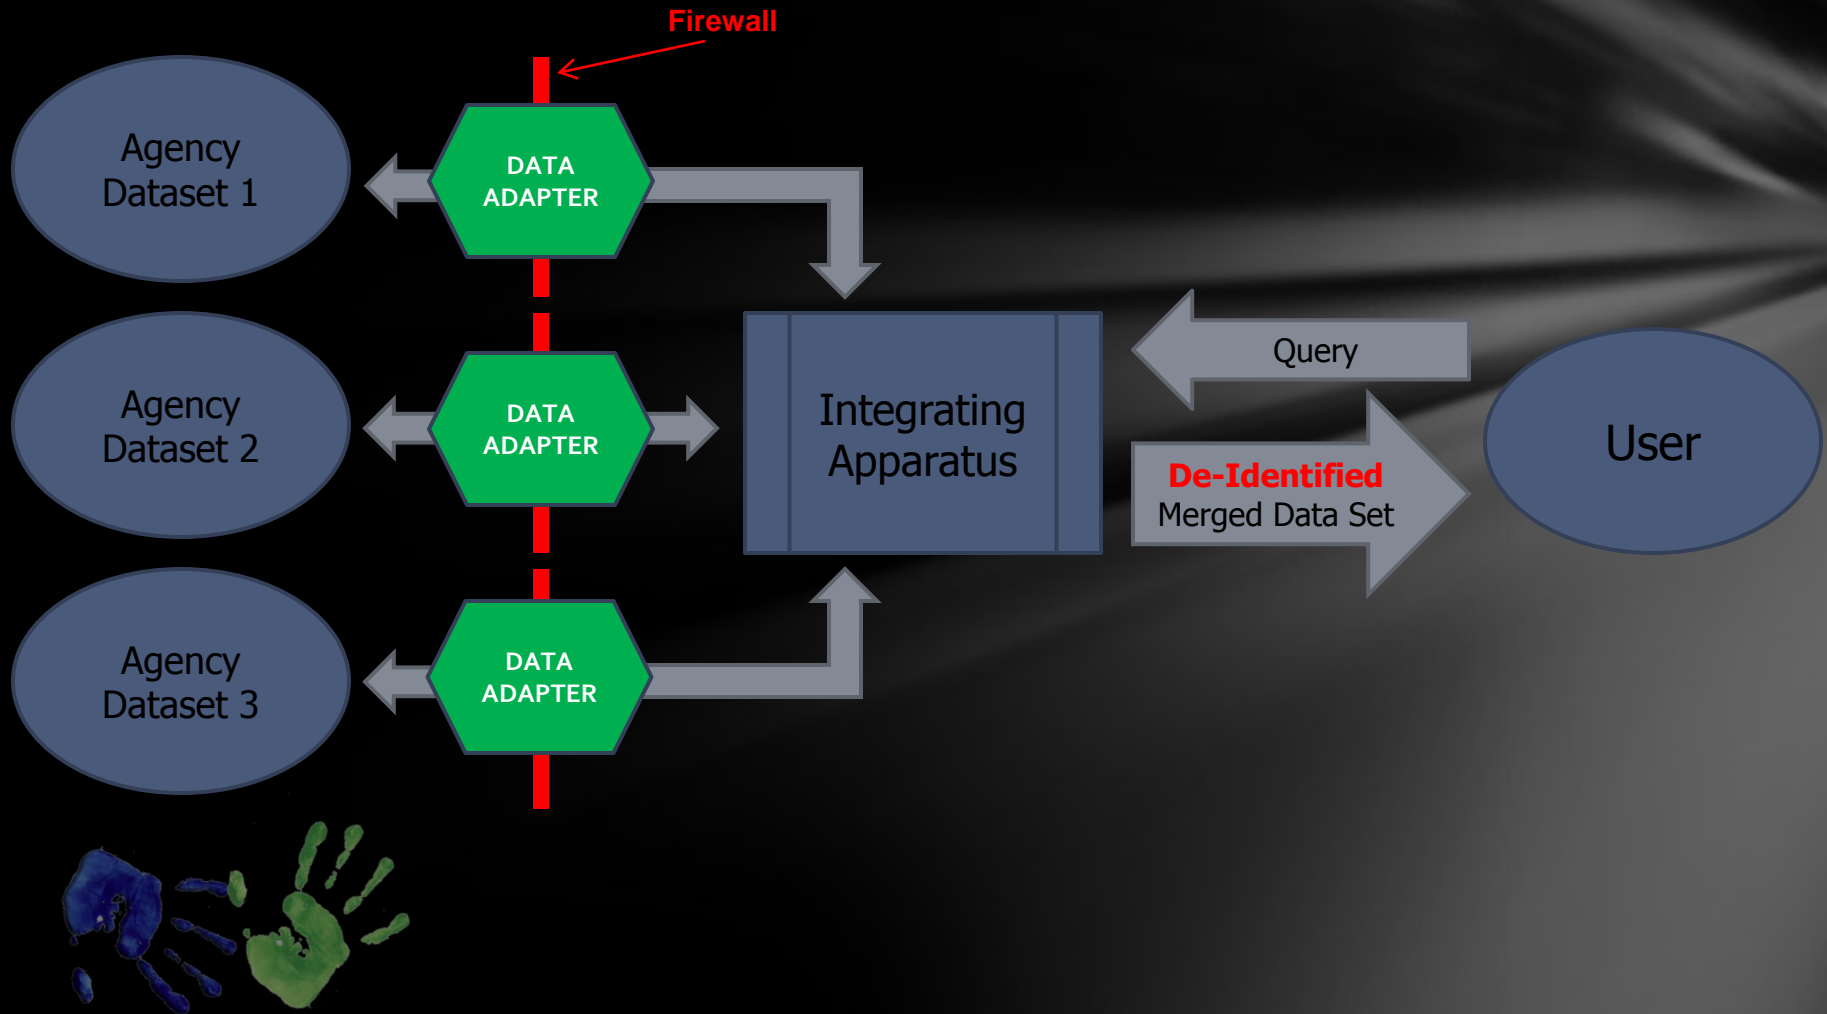 Firewall
Agency
Dataset 1
DATA
ADAPTER
Agency
Dataset 2
DATA
ADAPTER
Agency
Dataset 3
DATA
ADAPTER
Integrating
Apparatus
Query
De-Identified
Merged Data Set
User